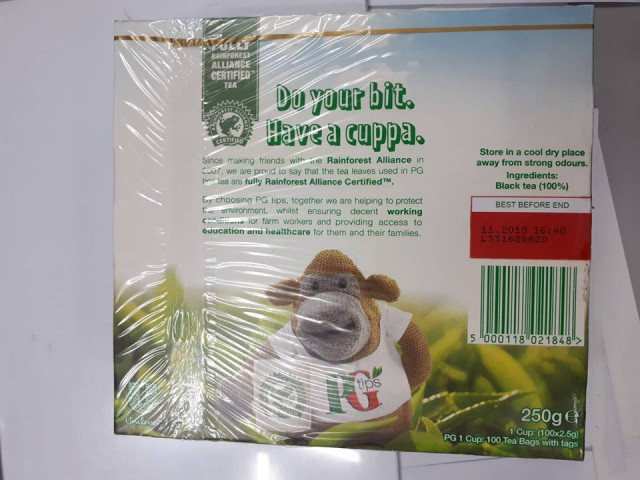 FULLY
RAINFOREST
ALLIANCE
CERTIFIED™
TEA
CERTIFIED
Do your bit.
Have a cuppa.
Since making friends with the Rainforest Alliance in
2007, we are proud to say that the tea leaves used in PG
tips tea are fully Rainforest Alliance Certified™.
By choosing PG tips, together we are helping to protect
the environment, whilst ensuring decent working
conditions for farm workers and providing access to
education and healthcare for them and their families.
Store in a cool dry place
away from strong odours.
Ingredients:
Black tea (100%)
BEST BEFORE END
11.2018 16:40
5 000118 021848 >
PG
tips
250g e
1 Cup: (100x2.5g)
PG 1 Cup: 100 Tea Bags with tags